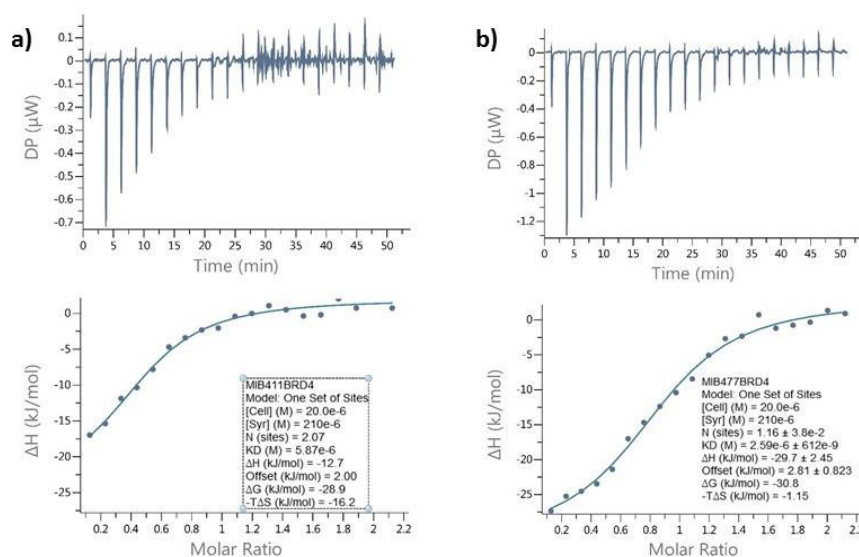 a)
0.1
0
-0.1
-0.2
-0.3
-0.4
-0.5
-0.6
-0.7
DP (µW)
0 5 10 15 20 25 30 35 40 45 50
Time (min)
b)
0
-0.2
-0.4
-0.6
-0.8
-1
-1.2
DP (µW)
0 5 10 15 20 25 30 35 40 45 50
Time (min)
0
-5
-10
-15
-20
-25
ΔH (kJ/mol)
MIB411BRD4
Model: One Set of Sites
[Cell] (M) = 20.0e-6
[Syr] (M) = 210e-6
N (sites) = 2.07
KD (M) = 5.87e-6
ΔH (kJ/mol) = -12.7
Offset (kJ/mol) = 2.00
ΔG (kJ/mol) = -28.9
-TΔS (kJ/mol) = -16.2
0 0.2 0.4 0.6 0.8 1 1.2 1.4 1.6 1.8 2 2.2
Molar Ratio
0
-5
-10
-15
-20
-25
ΔH (kJ/mol)
MIB477BRD4
Model: One Set of Sites
[Cell] (M) = 20.0e-6
[Syr] (M) = 210e-6
N (sites) = 1.16 ± 3.8e-2
KD (M) = 2.59e-6 ± 612e-9
ΔH (kJ/mol) = -29.7 ± 2.45
Offset (kJ/mol) = 2.81 ± 0.823
ΔG (kJ/mol) = -30.8
-TΔS (kJ/mol) = -1.15
0 0.2 0.4 0.6 0.8 1 1.2 1.4 1.6 1.8 2 2.2
Molar Ratio